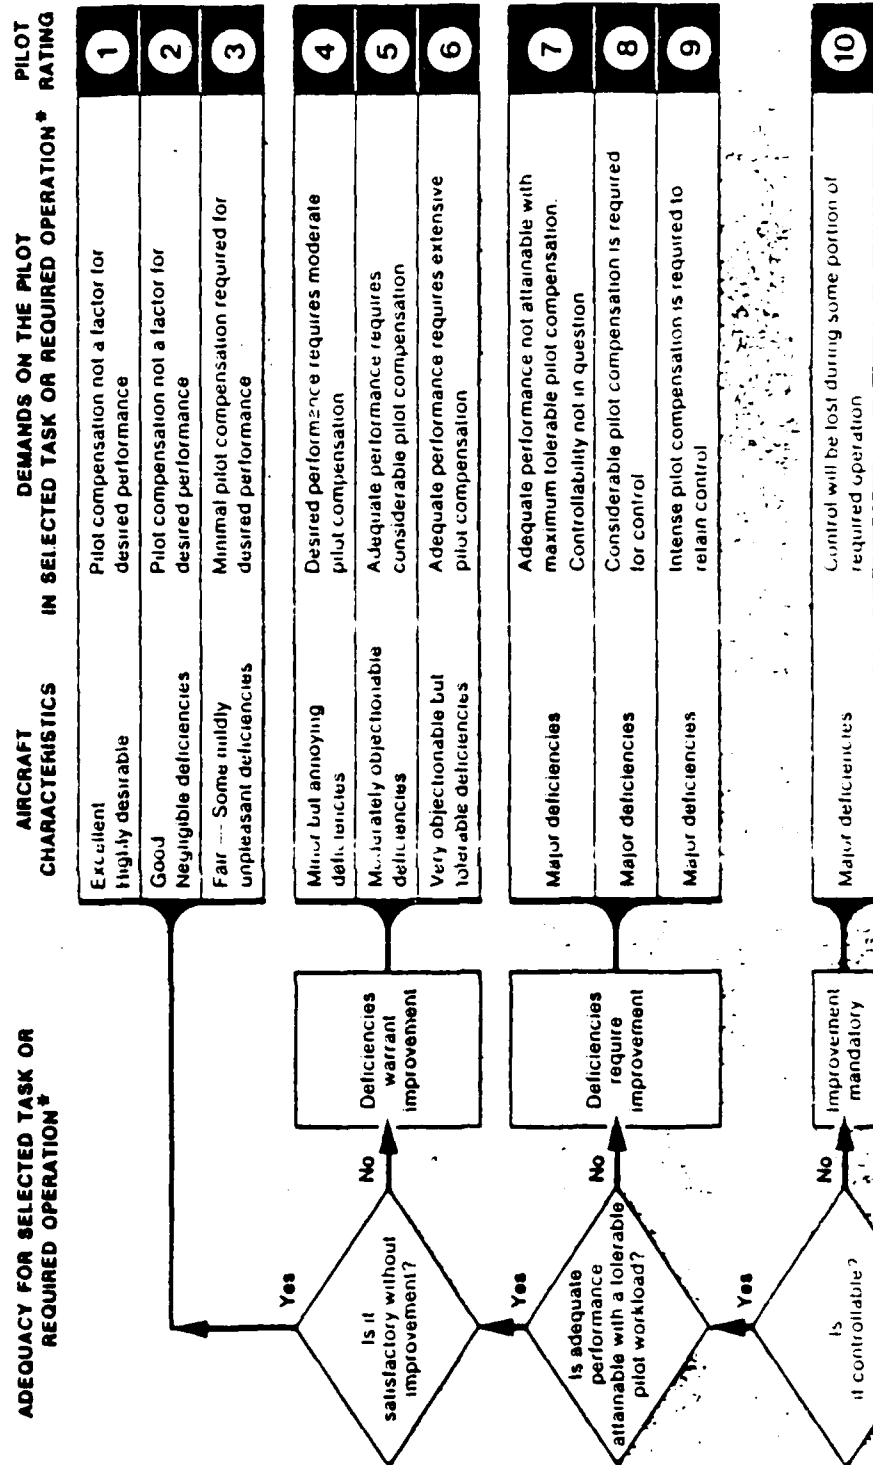 ADEQUACY FOR SELECTED TASK OR
REQUIRED OPERATION*
AIRCRAFT
CHARACTERISTICS
DEMANDS ON THE PILOT
IN SELECTED TASK OR REQUIRED OPERATION*
PILOT
RATING
Excellent
Highly desirable
Pilot compensation not a factor for
desired performance
1
Good
Negligible deficiencies
Pilot compensation not a factor for
desired performance
2
Fair — Some mildly
unpleasant deficiencies
Minimal pilot compensation required for
desired performance
3
Yes
Is it
satisfactory without
improvement?
No
Deficiencies
warrant
improvement
Minor but annoying
deficiencies
Desired performance requires moderate
pilot compensation
4
Moderately objectionable
deficiencies
Adequate performance requires
considerable pilot compensation
5
Very objectionable but
tolerable deficiencies
Adequate performance requires extensive
pilot compensation
6
Yes
Is adequate
performance
attainable with a tolerable
pilot workload?
No
Deficiencies
require
improvement
Major deficiencies
Adequate performance not attainable with
maximum tolerable pilot compensation.
Controllability not in question
7
Major deficiencies
Considerable pilot compensation is required
for control
8
Major deficiencies
Intense pilot compensation is required to
retain control
9
Yes
Is
it controllable?
No
Improvement
mandatory
Major deficiencies
Control will be lost during some portion of
required operation
10